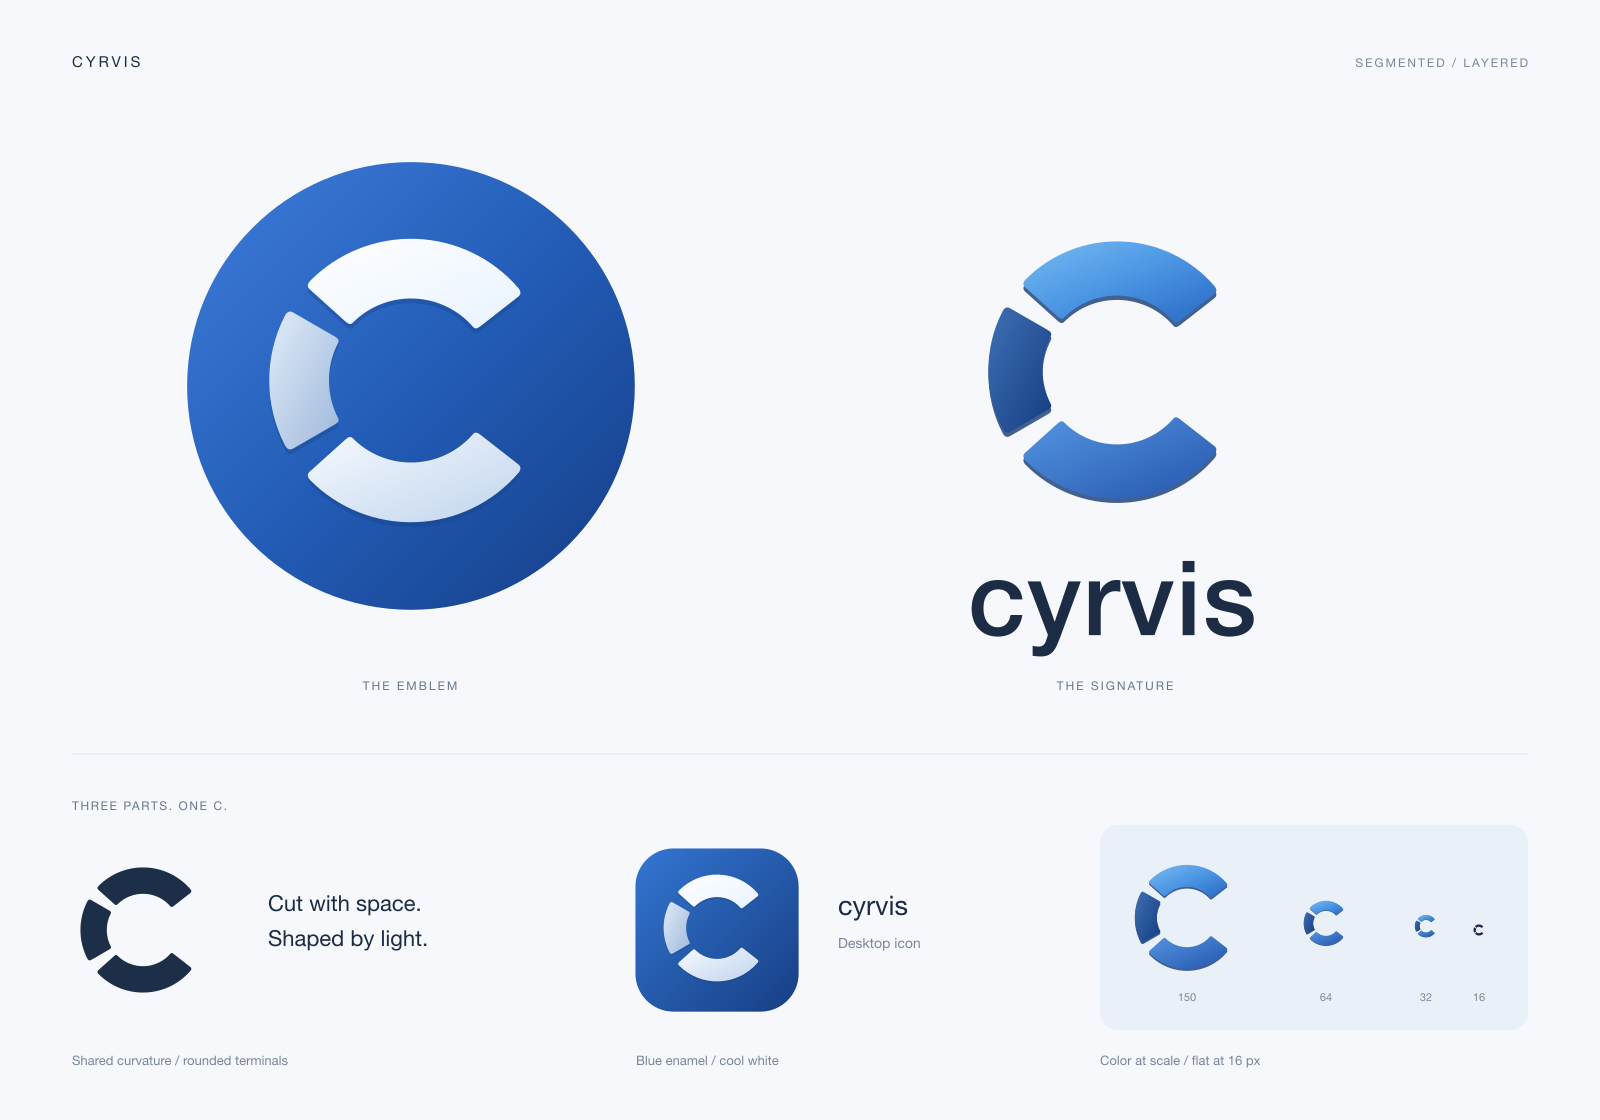 CYRVIS
SEGMENTED / LAYERED
cyrvis
THE EMBLEM
THE SIGNATURE
THREE PARTS. ONE C.
Cut with space.
Shaped by light.
cyrvis
Desktop icon
150
64
32
16
Shared curvature / rounded terminals
Blue enamel / cool white
Color at scale / flat at 16 px